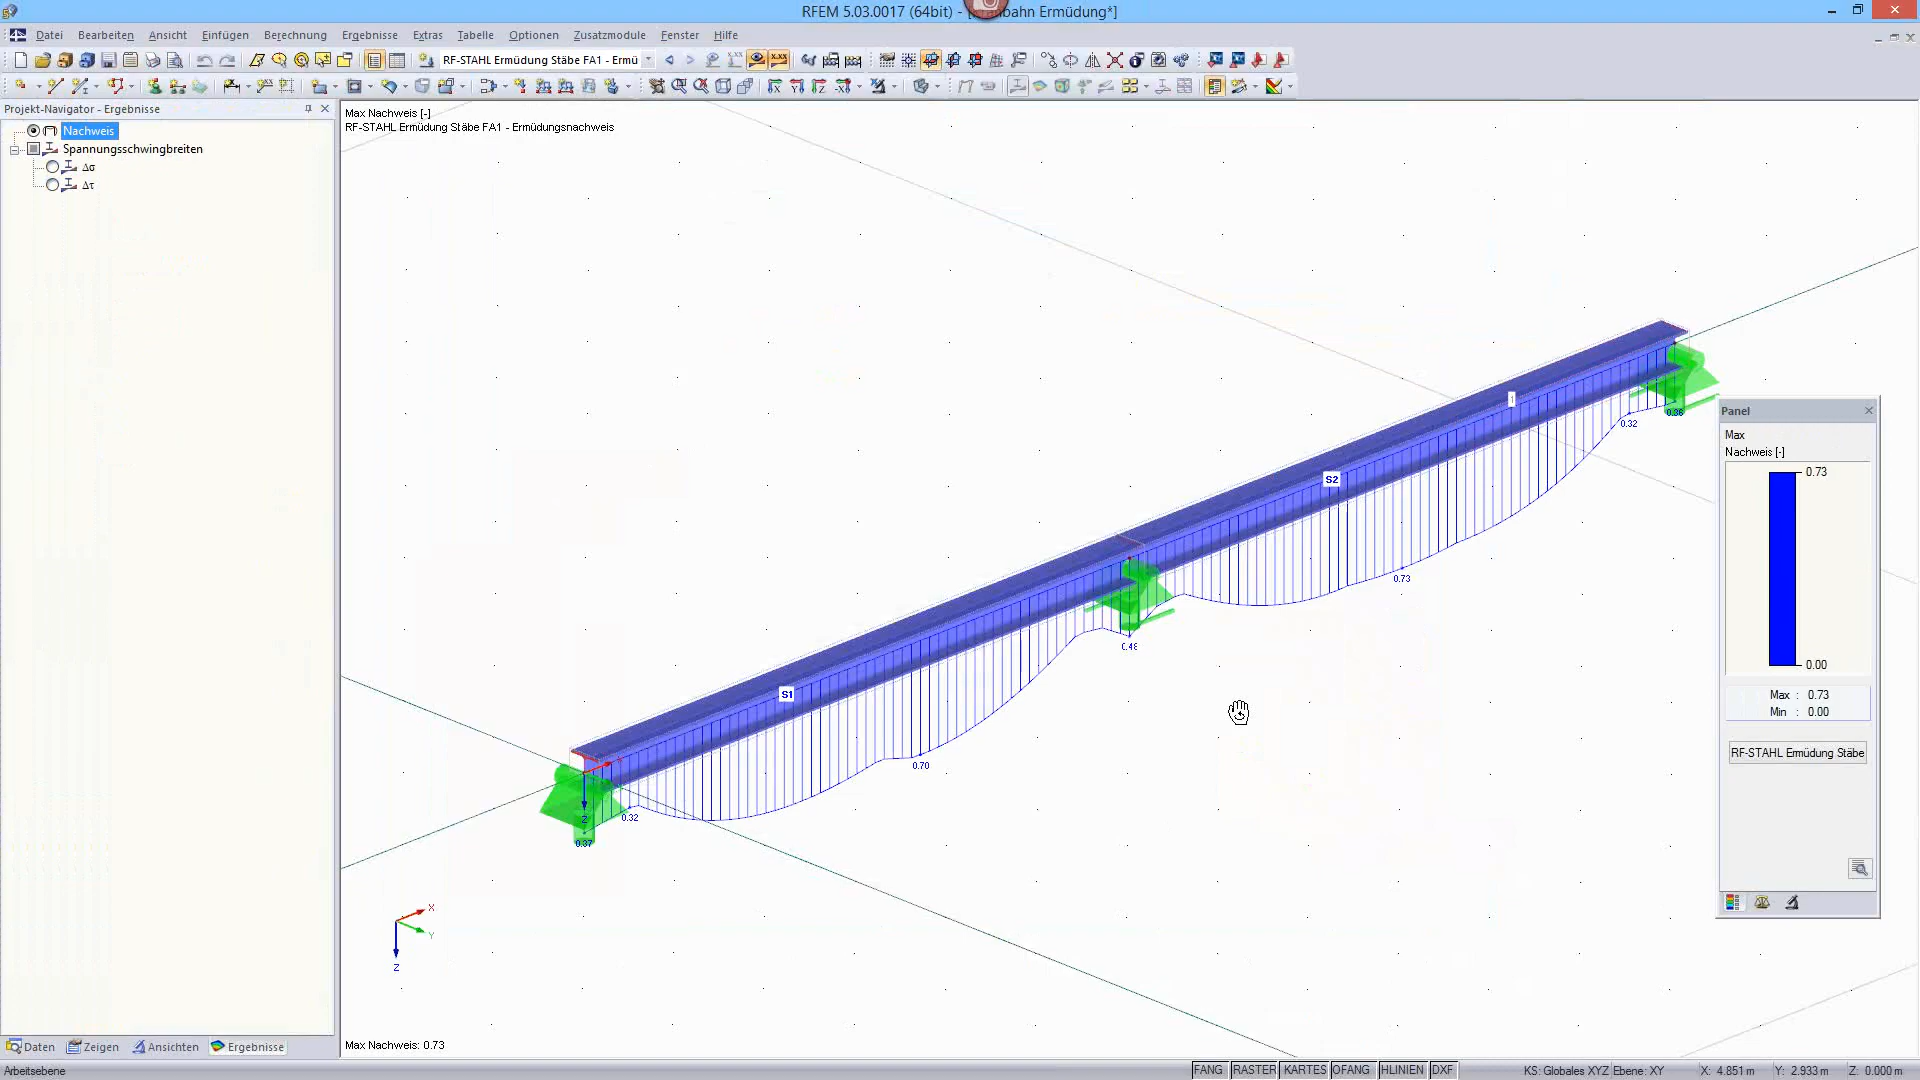 RFEM 5.03.0017 (64bit) - [
bahn Ermüdung*]
Datei Bearbeiten Ansicht Einfügen Berechnung Ergebnisse Extras Tabelle Optionen Zusatzmodule Fenster Hilfe
RF-STAHL Ermüdung Stäbe FA1 - Ermü
Projekt-Navigator - Ergebnisse
Nachweis
Spannungsschwingbreiten
Δσ
Δτ
Max Nachweis [-]
RF-STAHL Ermüdung Stäbe FA1 - Ermüdungsnachweis
1
0.36
0.32
S2
0.73
0.48
S1
0.70
0.32
Z
0.37
X
Y
Z
Panel
Max
Nachweis [-]
0.73
0.00
Max : 0.73
Min : 0.00
RF-STAHL Ermüdung Stäbe
Max Nachweis: 0.73
Daten Zeigen Ansichten Ergebnisse
Arbeitsebene
FANG RASTER KARTES OFANG HLINIEN DXF KS: Globales XYZ Ebene: XY X: 4.851 m Y: 2.933 m Z: 0.000 m